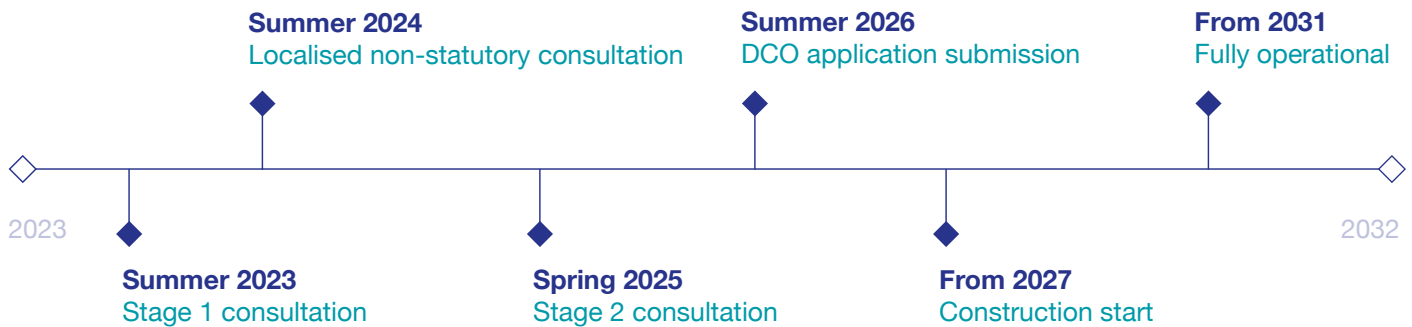 Summer 2024
Localised non-statutory consultation
Summer 2026
DCO application submission
From 2031
Fully operational
2023
2032
Summer 2023
Stage 1 consultation
Spring 2025
Stage 2 consultation
From 2027
Construction start